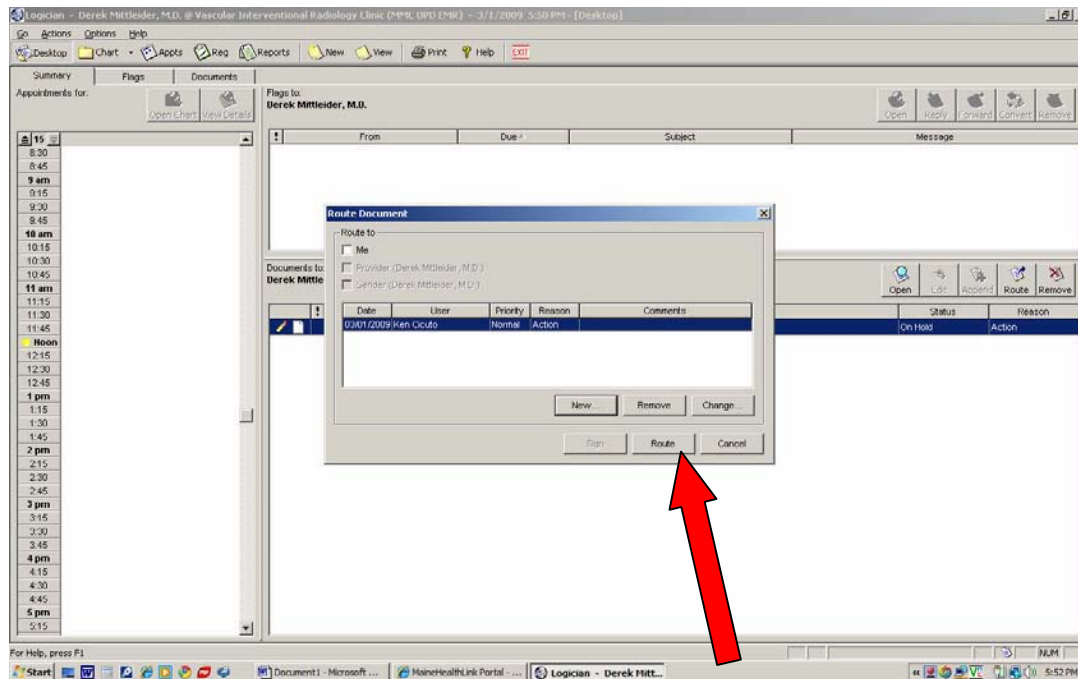 Logician - Derek Mittleider, M.D. @ Vascular Interventional Radiology Clinic (MMC OPD EMR) - 3/1/2009 5:50 PM - [Desktop]
Go Actions Options Help
Desktop Chart Appts Reg Reports New View Print Help EXIT
Summary Flags Documents
Appointments for:
Open Chart View Details
Flags to:
Derek Mittleider, M.D.
Open Reply Forward Convert Remove
! From Due Subject Message
15
8:30
8:45
9 am
9:15
9:30
9:45
10 am
10:15
10:30
10:45
11 am
11:15
11:30
11:45
Noon
12:15
12:30
12:45
1 pm
1:15
1:30
1:45
2 pm
2:15
2:30
2:45
3 pm
3:15
3:30
3:45
4 pm
4:15
4:30
4:45
5 pm
5:15
Documents to:
Derek Mittle
Open Edit Append Route Remove
! Status Reason
On Hold Action
Route Document
Route to
Me
Provider (Derek Mittleider, M.D.)
Sender (Derek Mittleider, M.D.)
Date User Priority Reason Comments
03/01/2009 Ken Cicuto Normal Action
New... Remove Change...
Sign Route Cancel
For Help, press F1
NUM
Start Document1 - Microsoft ... MaineHealthLink Portal - ... Logician - Derek Mitt... 5:52 PM